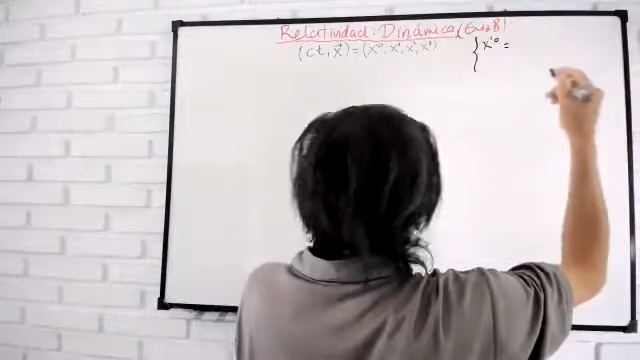 Relatividad: Dinámica (Guía 8)
(ct, x⃗) = (x⁰, x¹, x², x³)
{ x'⁰ =